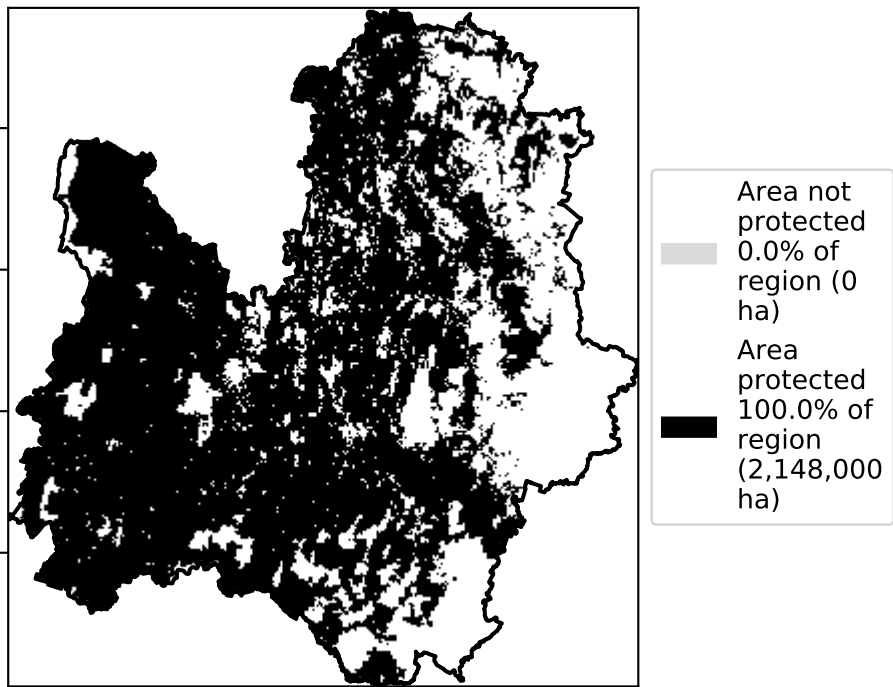 Area not
protected
0.0% of
region (0
ha)
Area
protected
100.0% of
region
(2,148,000
ha)